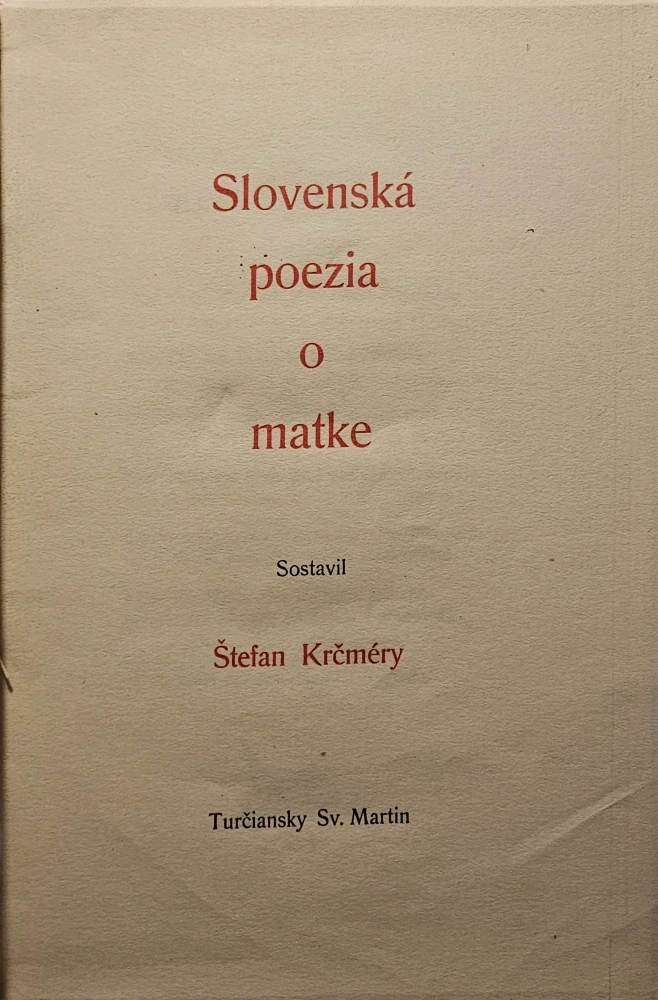 Slovenská
poezia
o
matke
Sostavil
Štefan Krčméry
Turčiansky Sv. Martin